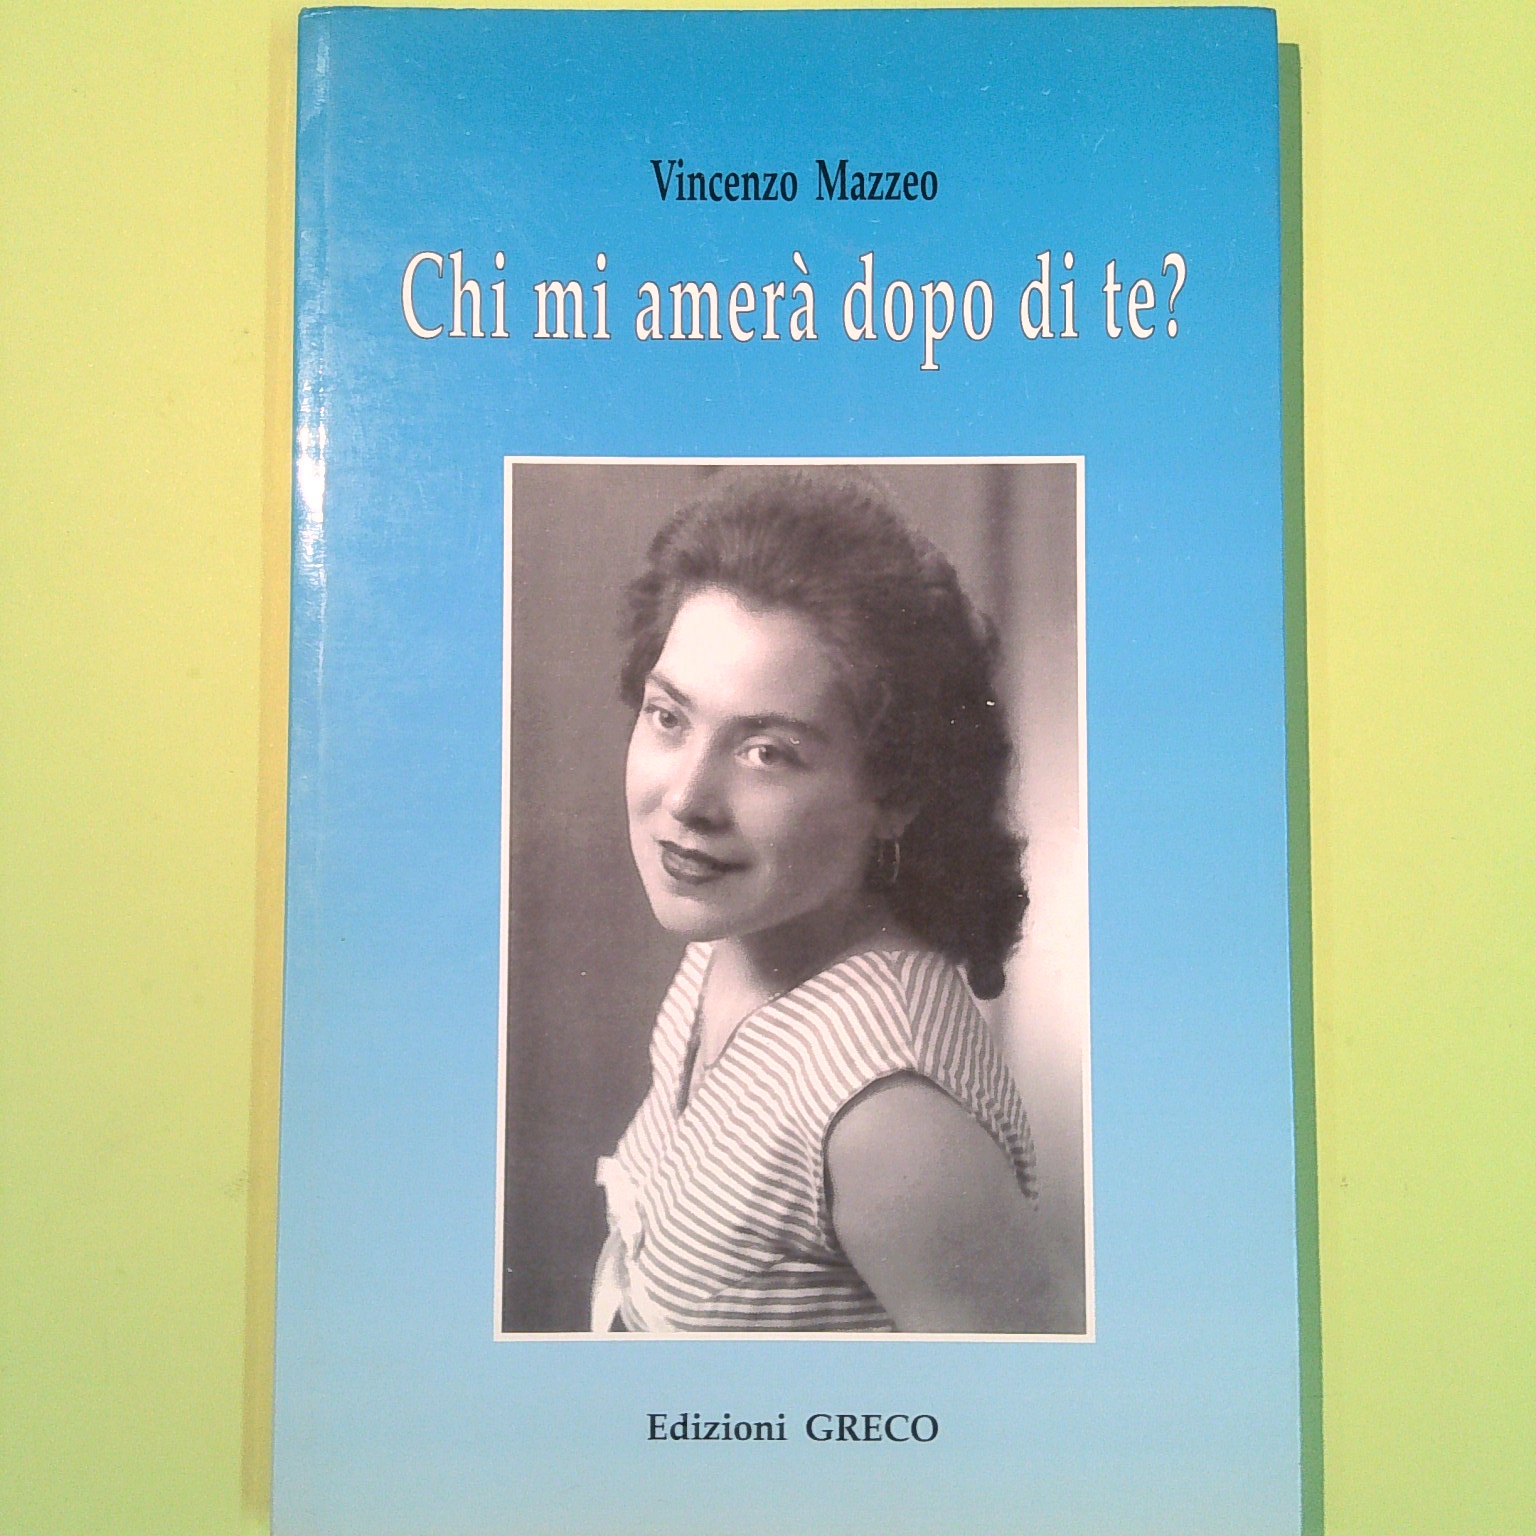 Vincenzo Mazzeo
Chi mi amerà dopo di te?
Edizioni GRECO